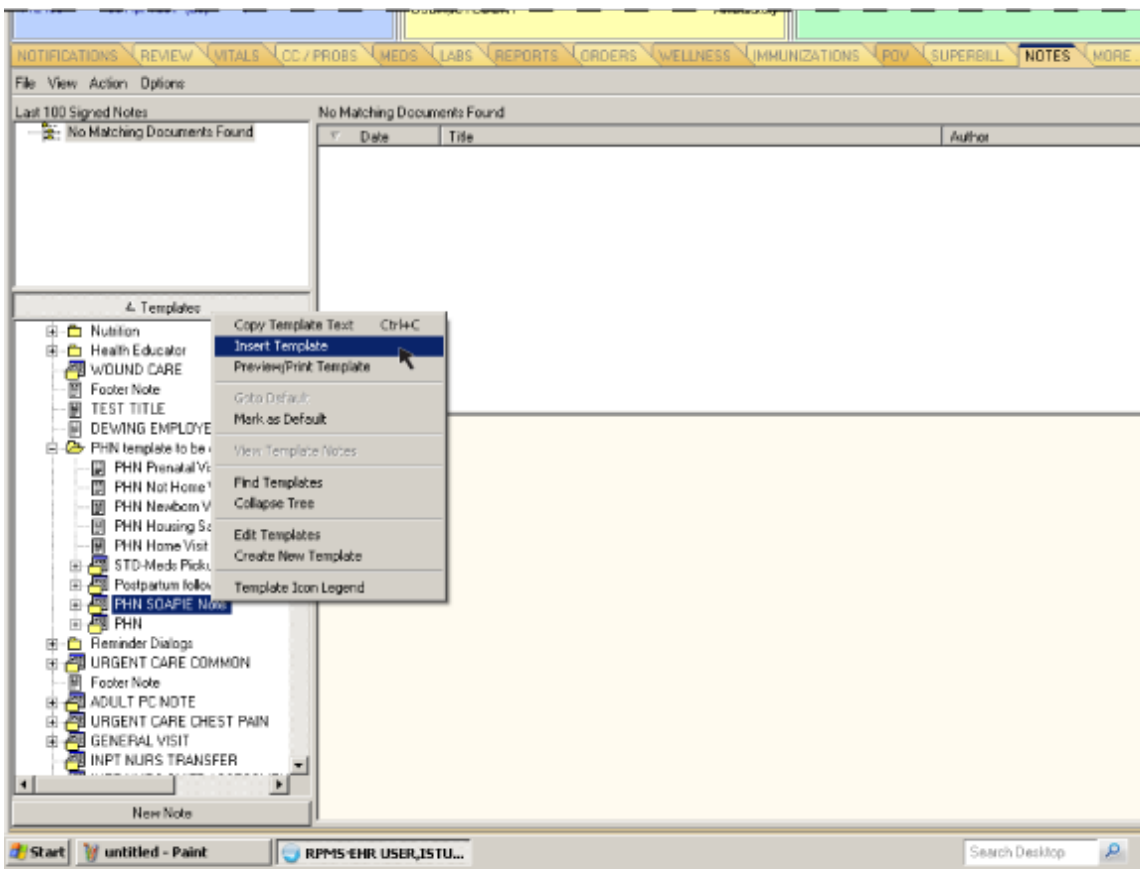 NOTIFICATIONS REVIEW VITALS CC / PROBS MEDS LABS REPORTS ORDERS WELLNESS IMMUNIZATIONS POV SUPERBILL NOTES MORE
File View Action Options
Last 100 Signed Notes No Matching Documents Found
No Matching Documents Found Date Title Author
Templates
Nutrition
Health Educator
WOUND CARE
Footer Note
TEST TITLE
DEWING EMPLOYE
PHN template to be
PHN Prenatal Vi
PHN Not Home
PHN Newborn V
PHN Housing Sa
PHN Home Visit
STD-Meds Picku
Postpartum follow
PHN SOAPIE Note
PHN
Reminder Dialogs
URGENT CARE COMMON
Footer Note
ADULT PC NOTE
URGENT CARE CHEST PAIN
GENERAL VISIT
INPT NURS TRANSFER
Copy Template Text Ctrl+C
Insert Template
Preview/Print Template
Goto Default
Mark as Default
View Template Notes
Find Templates
Collapse Tree
Edit Templates
Create New Template
Template Icon Legend
New Note
Start untitled - Paint RPMS-EHR USER,ISTU... Search Desktop